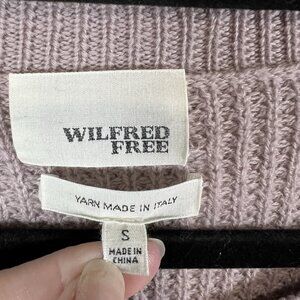 WILFRED
FREE
YARN MADE IN ITALY
S
MADE IN
CHINA